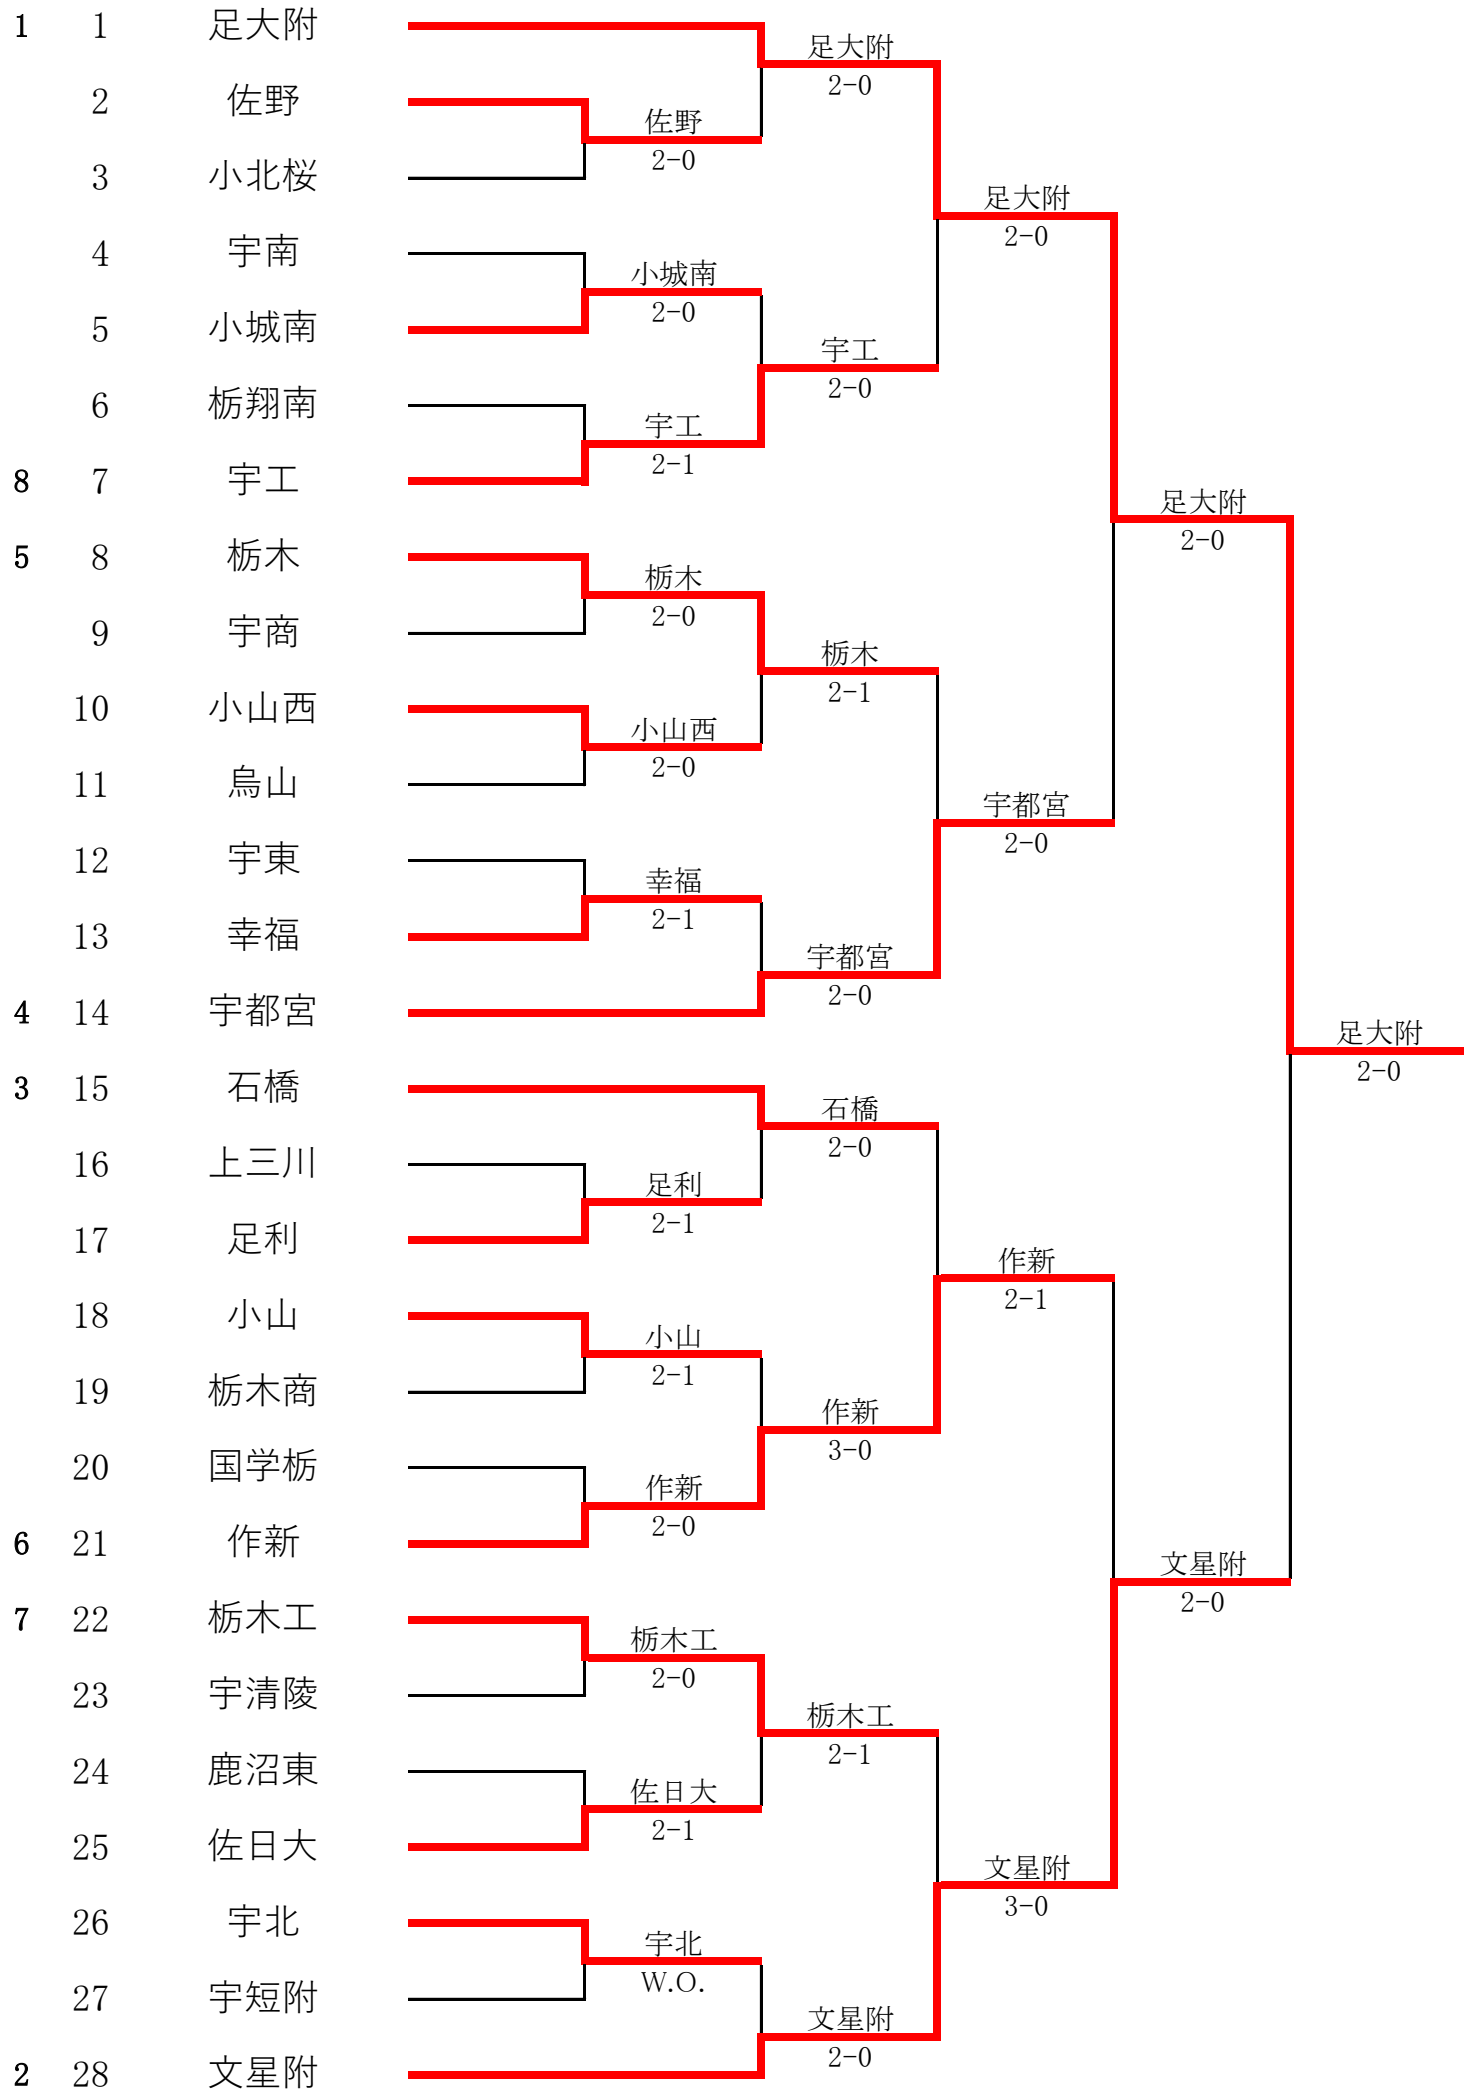 1 1 足大附
足大附
2-0
2 佐野
佐野
2-0
3 小北桜
足大附
2-0
4 宇南
小城南
2-0
5 小城南
宇工
2-0
6 栃翔南
宇工
2-1
8 7 宇工
足大附
2-0
5 8 栃木
栃木
2-0
9 宇商
栃木
2-1
10 小山西
小山西
2-0
11 烏山
宇都宮
2-0
12 宇東
幸福
2-1
13 幸福
宇都宮
2-0
4 14 宇都宮
足大附
2-0
3 15 石橋
石橋
2-0
16 上三川
足利
2-1
17 足利
作新
2-1
18 小山
小山
2-1
19 栃木商
作新
3-0
20 国学栃
作新
2-0
6 21 作新
文星附
2-0
7 22 栃木工
栃木工
2-0
23 宇清陵
栃木工
2-1
24 鹿沼東
佐日大
2-1
25 佐日大
文星附
3-0
26 宇北
宇北
W.O.
27 宇短附
文星附
2-0
2 28 文星附